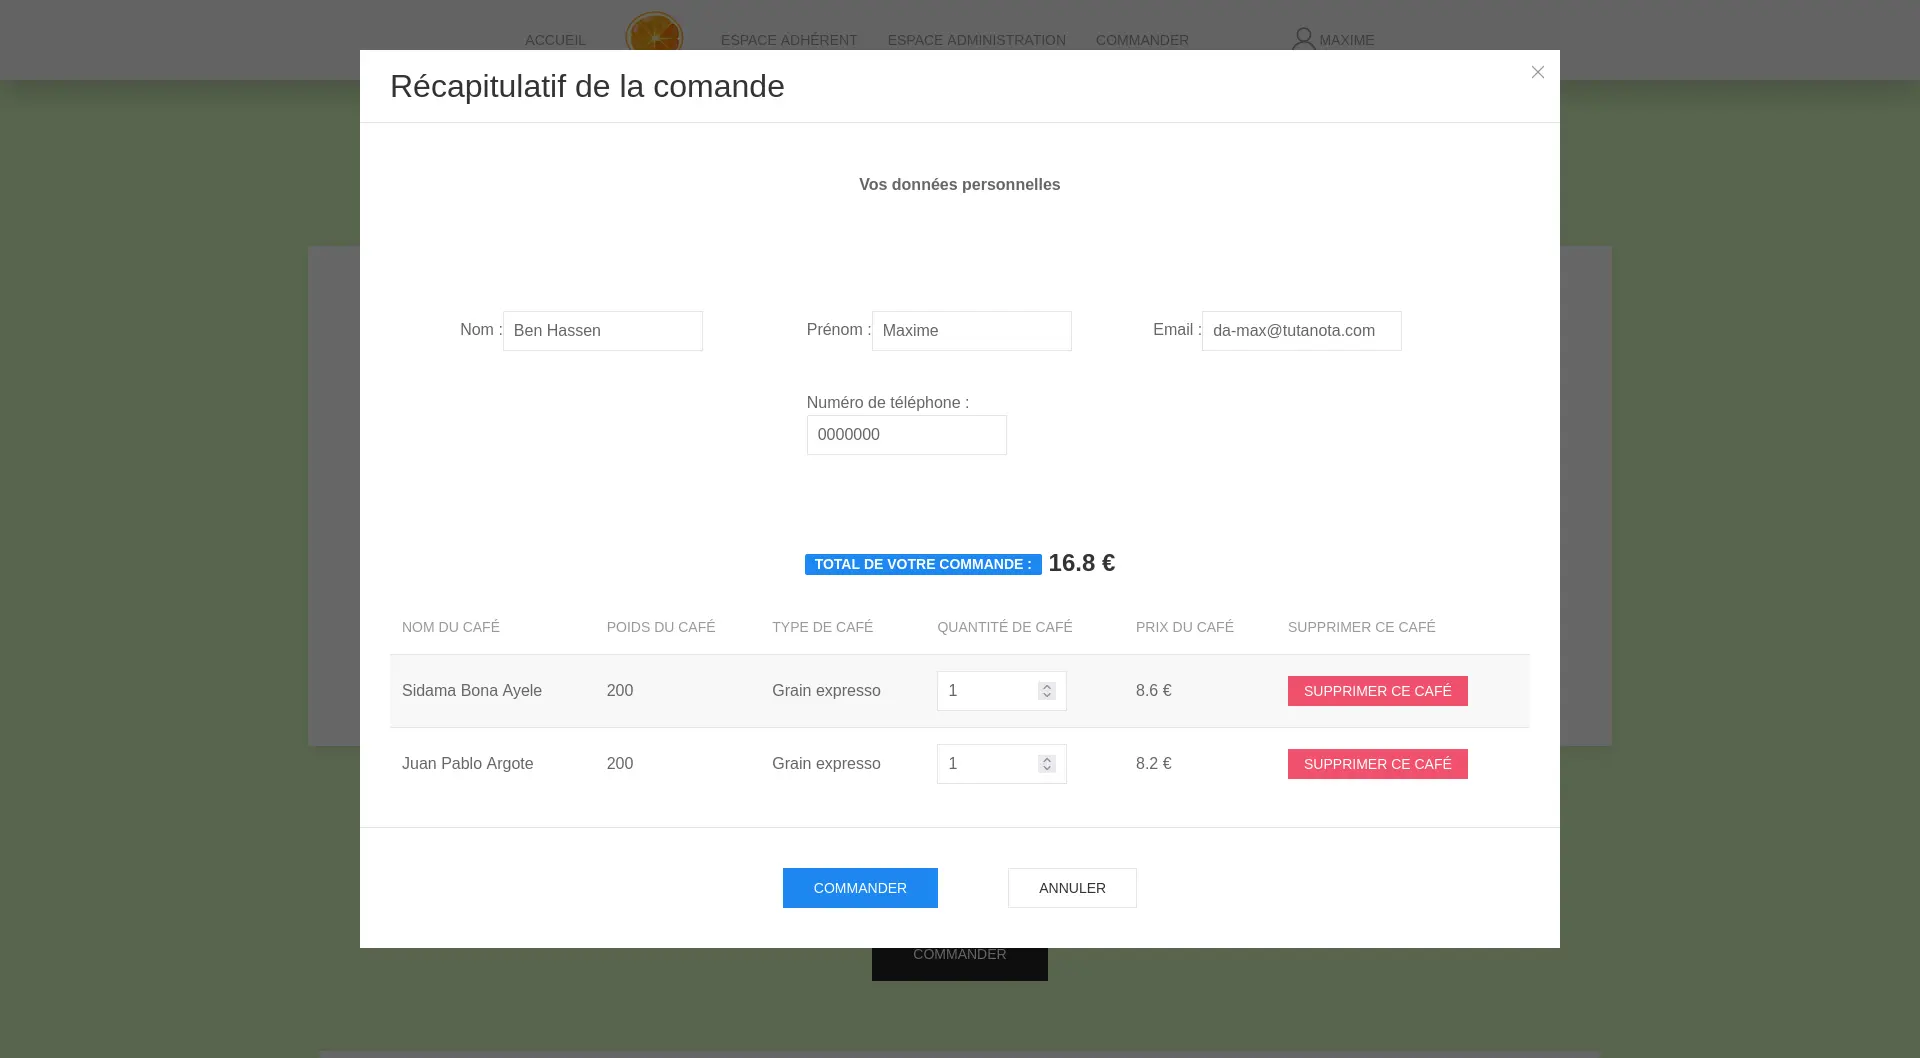 ACCUEIL ESPACE ADHÉRENT ESPACE ADMINISTRATION COMMANDER MAXIME
Récapitulatif de la comande
Vos données personnelles
Nom : Ben Hassen Prénom : Maxime Email : da-max@tutanota.com
Numéro de téléphone :
0000000
TOTAL DE VOTRE COMMANDE : 16.8 €
NOM DU CAFÉ POIDS DU CAFÉ TYPE DE CAFÉ QUANTITÉ DE CAFÉ PRIX DU CAFÉ SUPPRIMER CE CAFÉ
Sidama Bona Ayele 200 Grain expresso 1 8.6 € SUPPRIMER CE CAFÉ
Juan Pablo Argote 200 Grain expresso 1 8.2 € SUPPRIMER CE CAFÉ
COMMANDER ANNULER
COMMANDER